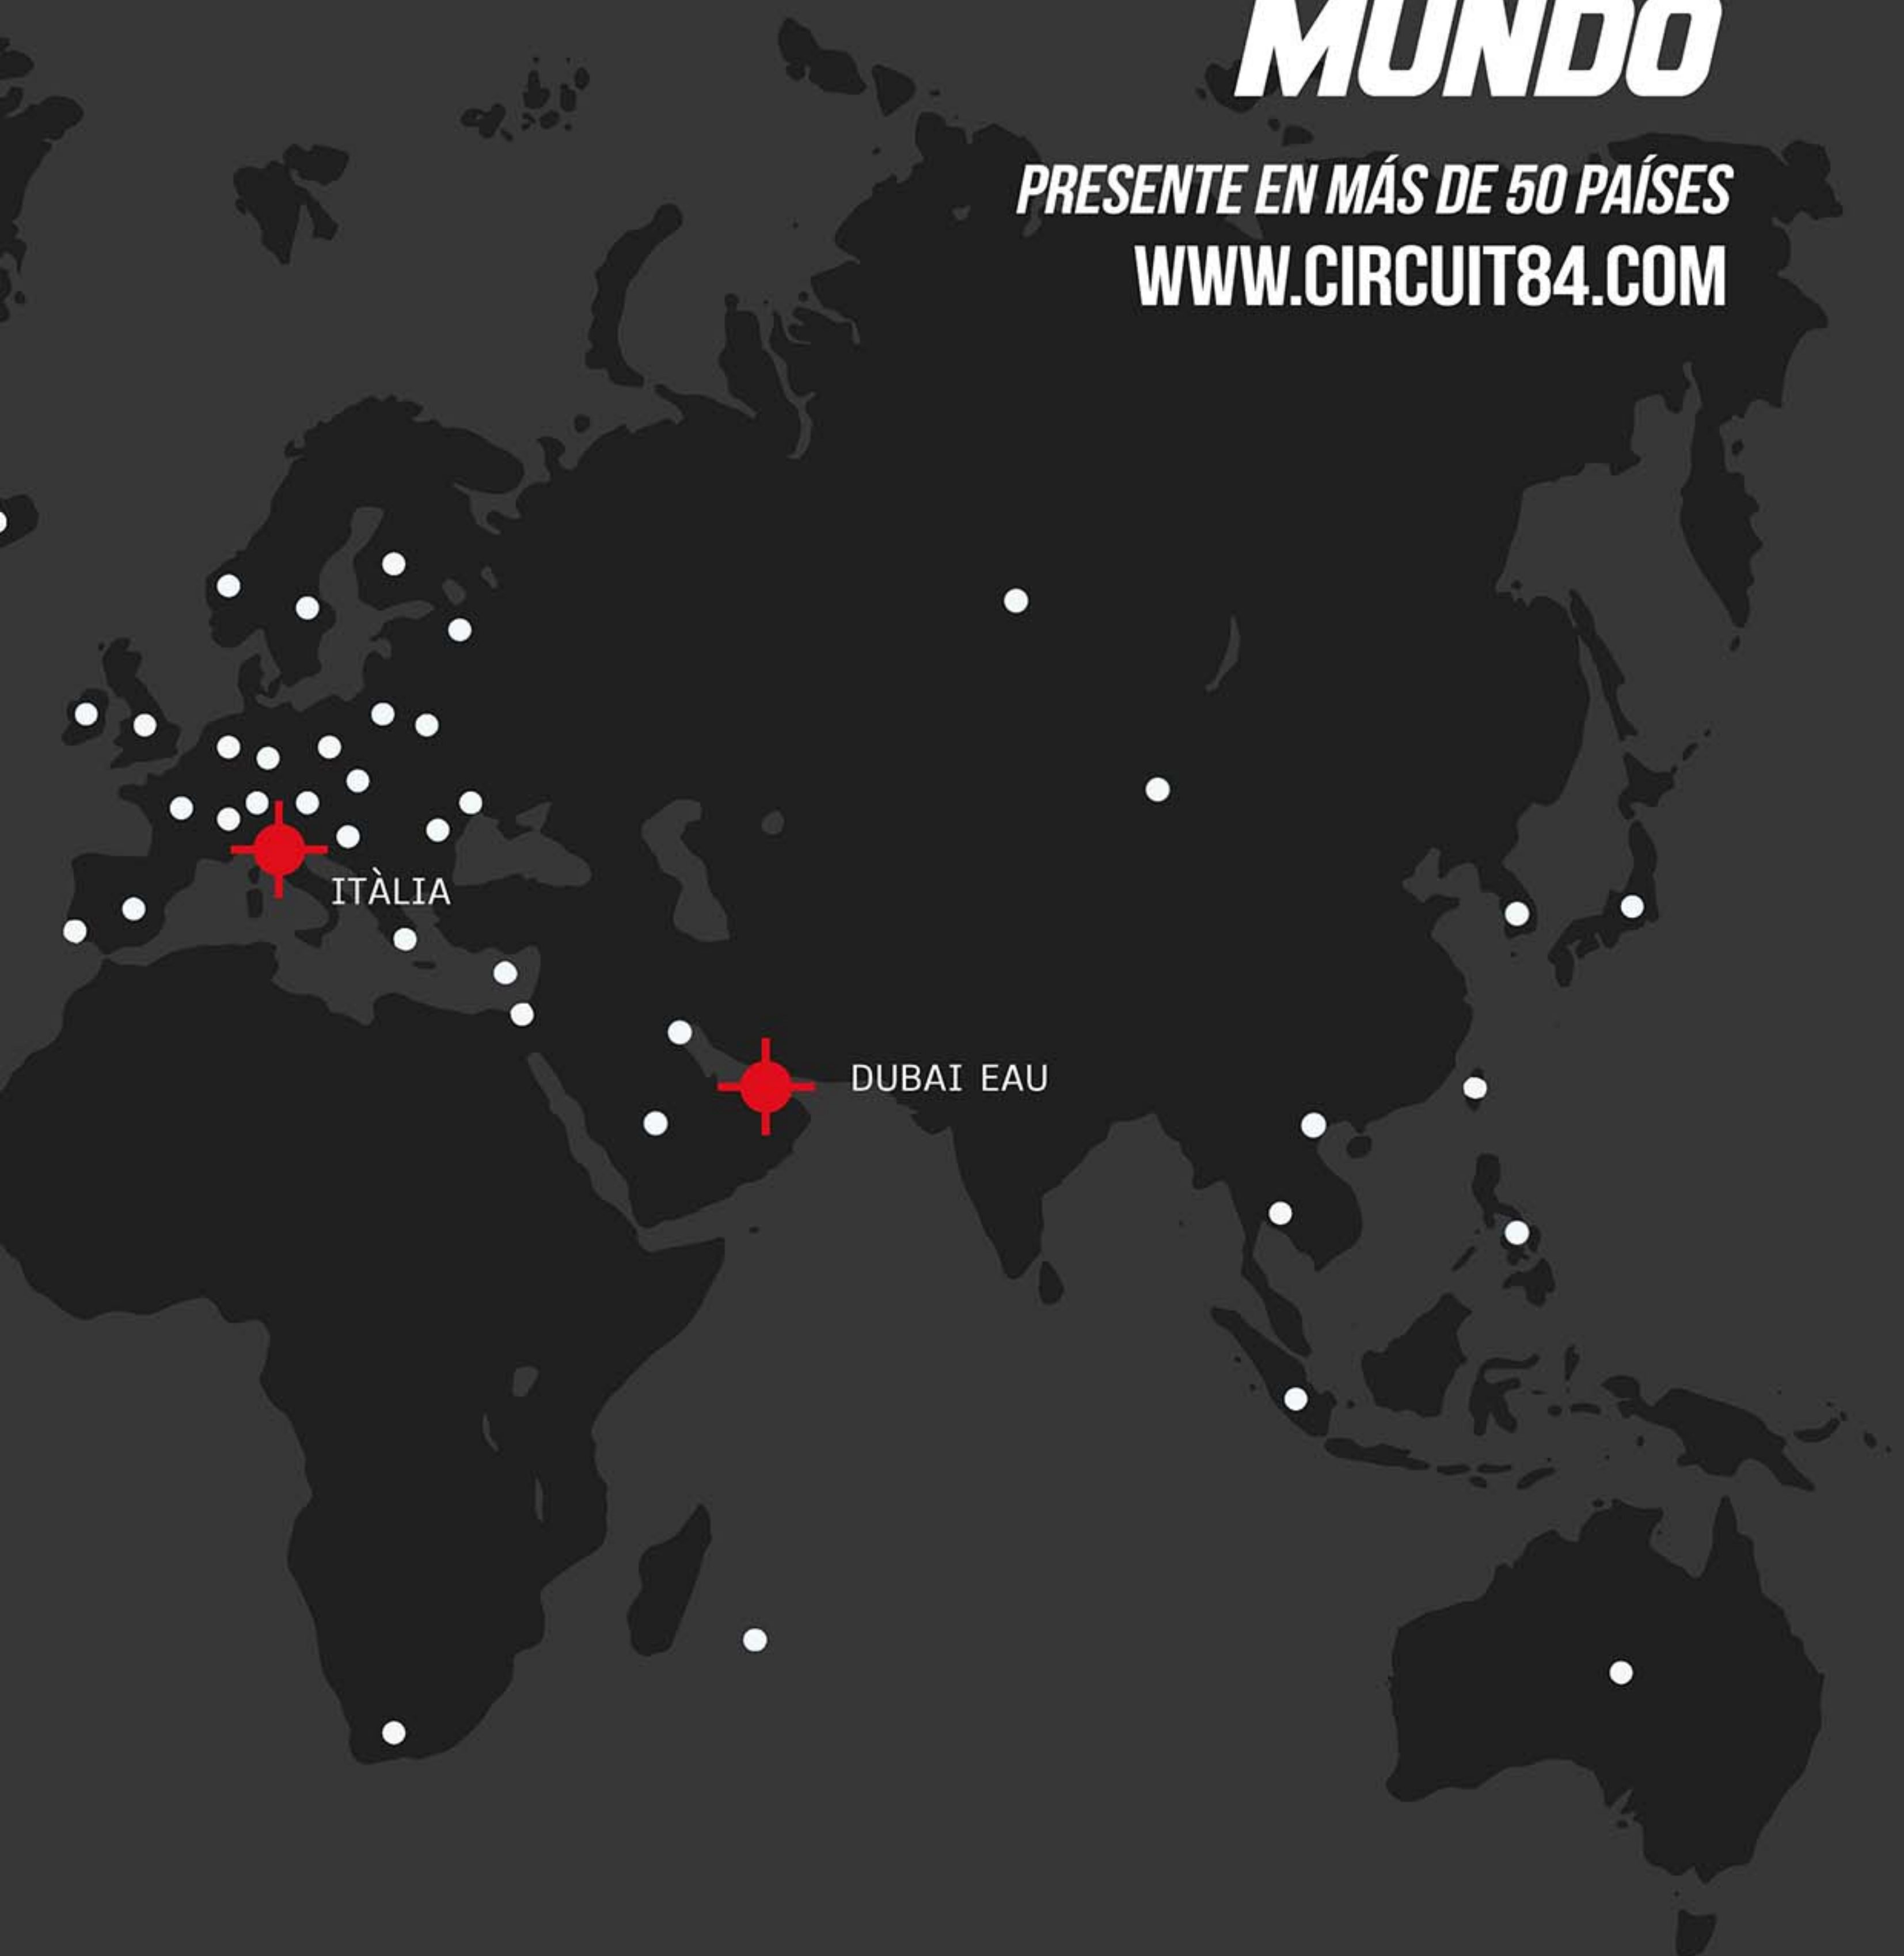 MUNDO
PRESENTE EN MÁS DE 50 PAÍSES
WWW.CIRCUIT84.COM
ITÀLIA
DUBAI EAU